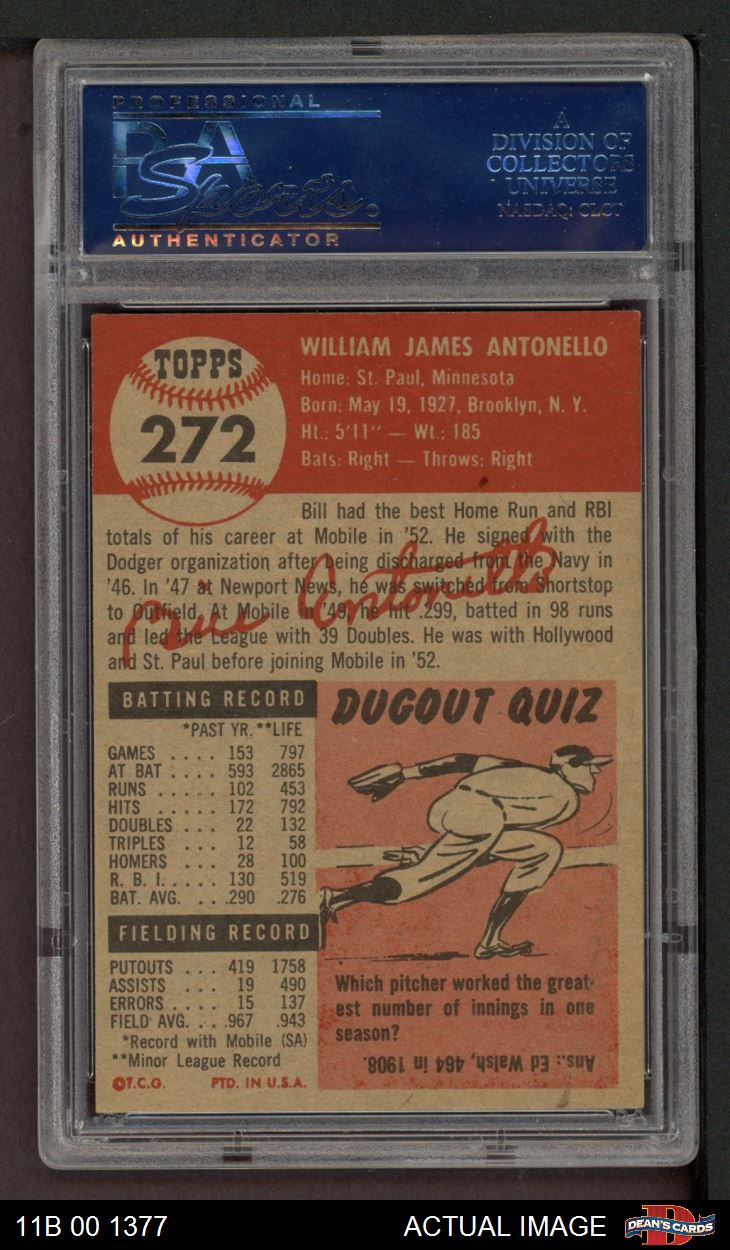 PROFESSIONAL
PSA
Sports
AUTHENTICATOR
A
DIVISION OF
COLLECTORS
UNIVERSE
NASDAQ: CLCT
TOPPS
272
WILLIAM JAMES ANTONELLO
Home: St. Paul, Minnesota
Born: May 19, 1927, Brooklyn, N. Y.
Ht.: 5'11" — Wt.: 185
Bats: Right — Throws: Right
Bill had the best Home Run and RBI
totals of his career at Mobile in '52. He signed with the
Dodger organization after being discharged from the Navy in
'46. In '47 at Newport News, he was switched from Shortstop
to Outfield. At Mobile in '49, he hit .299, batted in 98 runs
and led the League with 39 Doubles. He was with Hollywood
and St. Paul before joining Mobile in '52.
Bill Antonello
BATTING RECORD
*PAST YR. **LIFE
GAMES .... 153 797
AT BAT .... 593 2865
RUNS ..... 102 453
HITS ..... 172 792
DOUBLES ... 22 132
TRIPLES ... 12 58
HOMERS ... 28 100
R. B. I. .... 130 519
BAT. AVG. ... .290 .276
FIELDING RECORD
PUTOUTS ... 419 1758
ASSISTS ... 19 490
ERRORS .... 15 137
FIELD AVG. ... .967 .943
*Record with Mobile (SA)
**Minor League Record
©T.C.G. PTD. IN U.S.A.
DUGOUT QUIZ
Which pitcher worked the great-
est number of innings in one
season?
Ans.: Ed Walsh, 464 in 1908.
11B 00 1377 ACTUAL IMAGE
DEAN'S CARDS